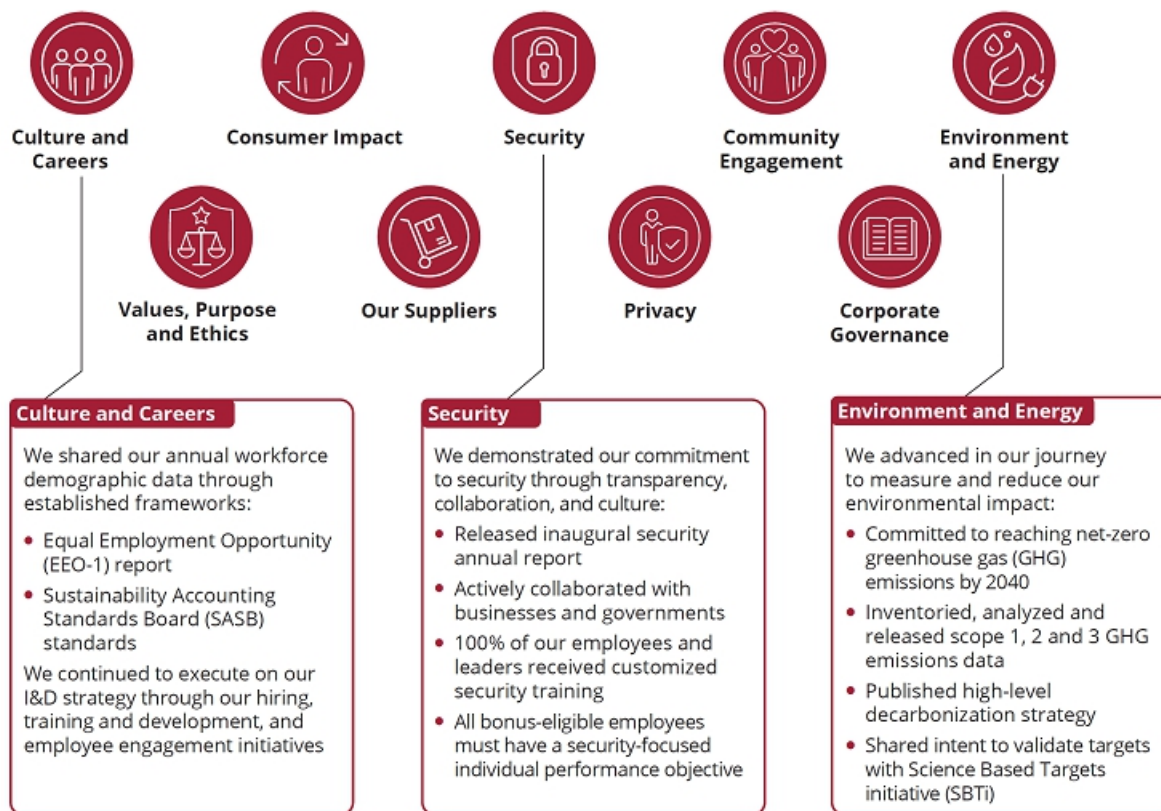 Culture and
Careers
Consumer Impact
Security
Community
Engagement
Environment
and Energy
Values, Purpose
and Ethics
Our Suppliers
Privacy
Corporate
Governance
Culture and Careers
We shared our annual workforce
demographic data through
established frameworks:
• Equal Employment Opportunity
(EEO-1) report
• Sustainability Accounting
Standards Board (SASB)
standards
We continued to execute on our
I&D strategy through our hiring,
training and development, and
employee engagement initiatives
Security
We demonstrated our commitment
to security through transparency,
collaboration, and culture:
• Released inaugural security
annual report
• Actively collaborated with
businesses and governments
• 100% of our employees and
leaders received customized
security training
• All bonus-eligible employees
must have a security-focused
individual performance objective
Environment and Energy
We advanced in our journey
to measure and reduce our
environmental impact:
• Committed to reaching net-zero
greenhouse gas (GHG)
emissions by 2040
• Inventoried, analyzed and
released scope 1, 2 and 3 GHG
emissions data
• Published high-level
decarbonization strategy
• Shared intent to validate targets
with Science Based Targets
initiative (SBTi)